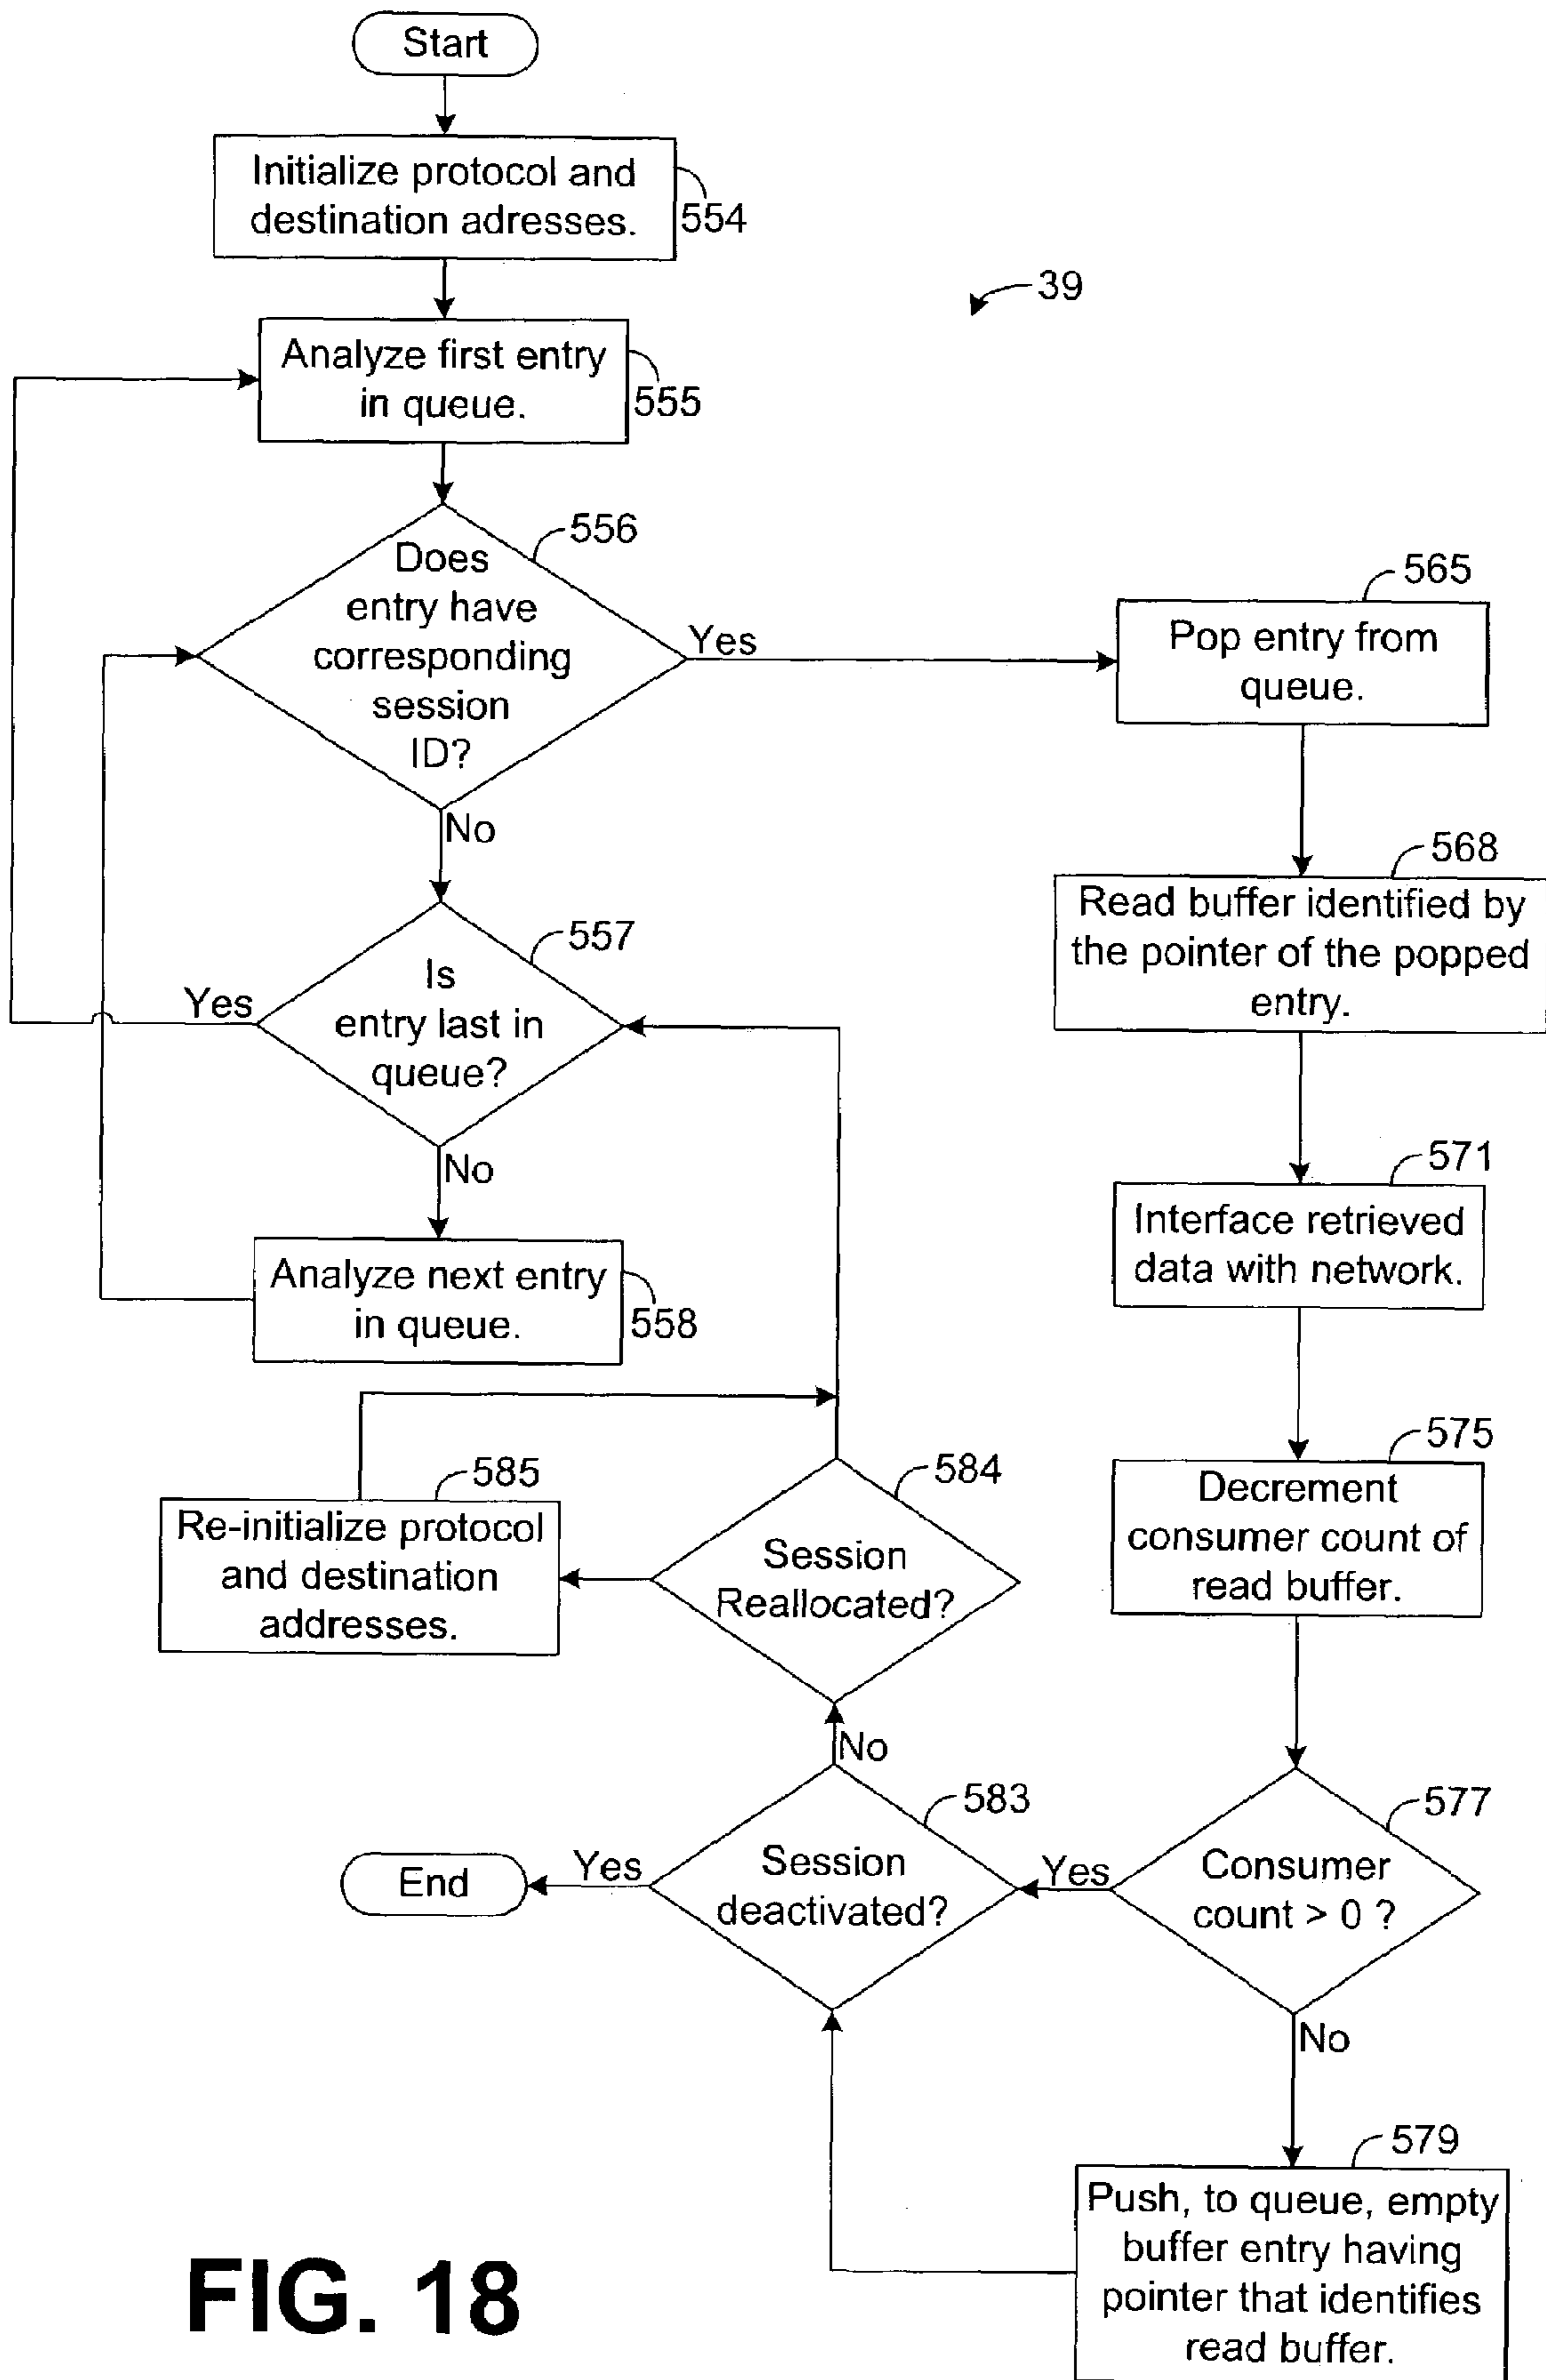 Start
Initialize protocol and
destination adresses.
554
39
Analyze first entry
in queue.
555
556
Does
entry have
corresponding
session
ID?
Yes
No
565
Pop entry from
queue.
568
Read buffer identified by
the pointer of the popped
entry.
557
Is
entry last in
queue?
Yes
No
571
Interface retrieved
data with network.
Analyze next entry
in queue.
558
575
Decrement
consumer count of
read buffer.
585
Re-initialize protocol
and destination
addresses.
584
Session
Reallocated?
No
583
Session
deactivated?
Yes
End
577
Consumer
count > 0 ?
Yes
No
579
Push, to queue, empty
buffer entry having
pointer that identifies
read buffer.
FIG. 18